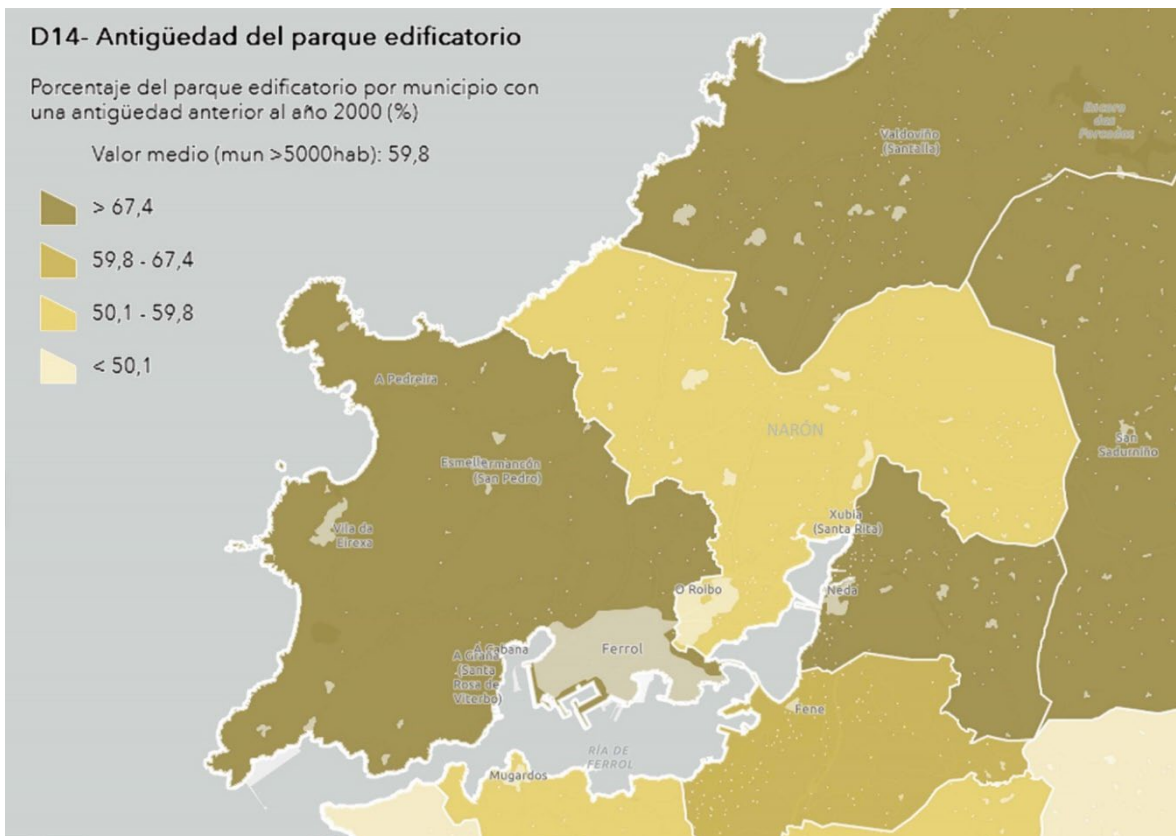 D14- Antigüedad del parque edificatorio
Porcentaje del parque edificatorio por municipio con
una antigüedad anterior al año 2000 (%)
Valor medio (mun >5000hab): 59,8
> 67,4
59,8 - 67,4
50,1 - 59,8
< 50,1
Valdoviño
(Santalla)
das
A Pedreira
NARÓN
San
Sadurniño
(San Pedro)
Vila da
Eirexa
Xubia
(Santa Rita)
O Roibo
Neda
A Cabana
Ferrol
A Graña
(Santa
Rosa de
Viterbo)
Fene
RÍA DE
FERROL
Mugardos